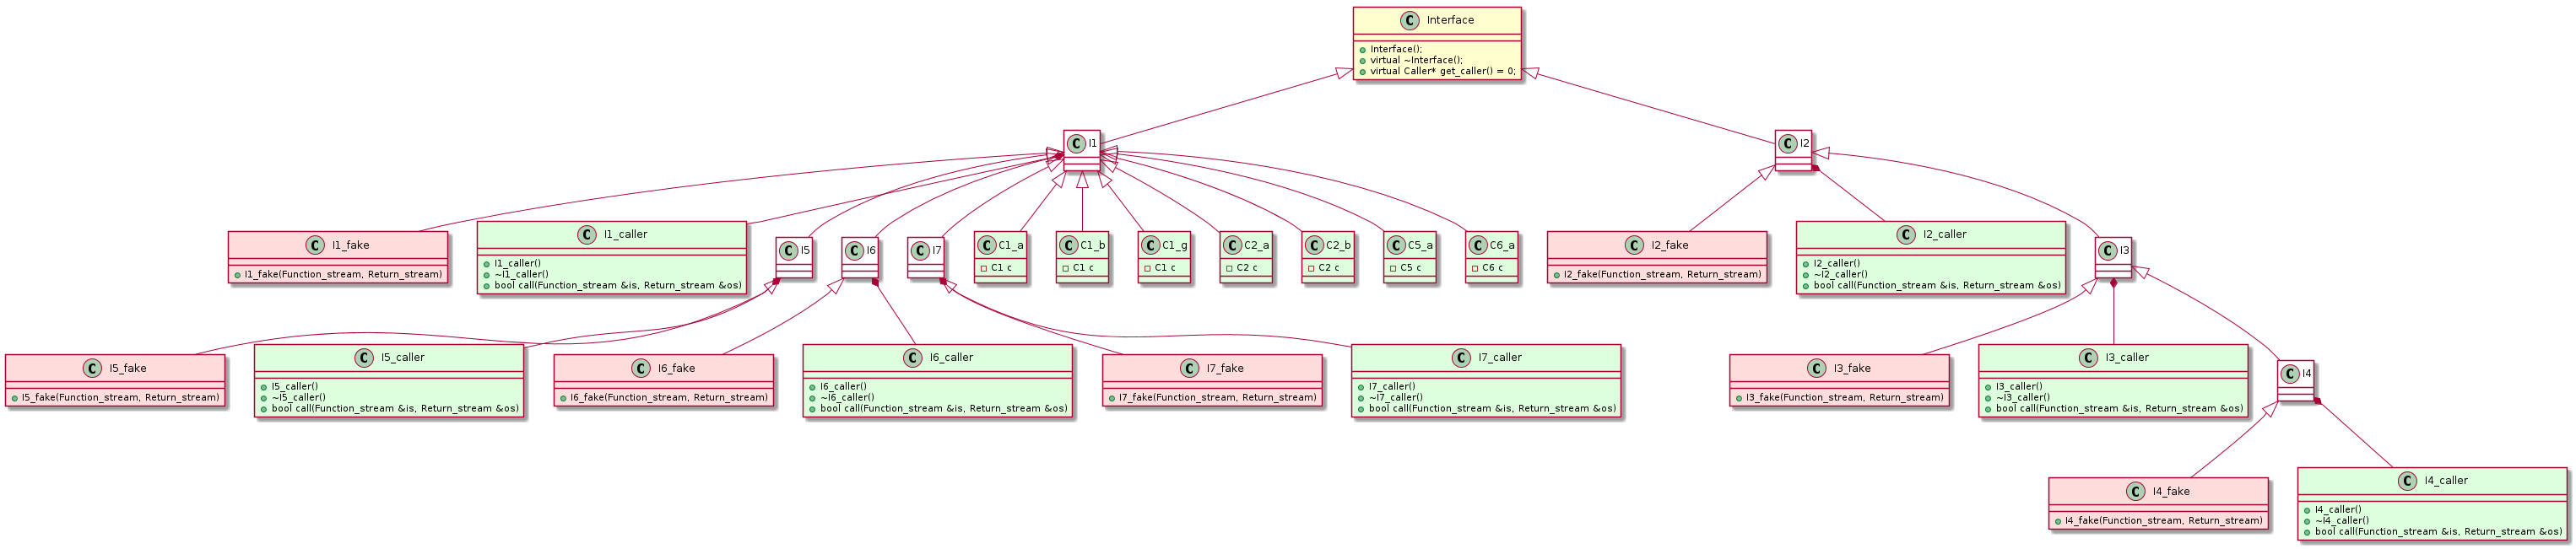 C Interface
Interface();
virtual ~Interface();
virtual Caller* get_caller() = 0;
C I1
C I2
C I1_fake
I1_fake(Function_stream, Return_stream)
C I1_caller
I1_caller()
~I1_caller()
bool call(Function_stream &is, Return_stream &os)
C I5
C I6
C I7
C C1_a
C1 c
C C1_b
C1 c
C C1_g
C1 c
C C2_a
C2 c
C C2_b
C2 c
C C5_a
C5 c
C C6_a
C6 c
C I2_fake
I2_fake(Function_stream, Return_stream)
C I2_caller
I2_caller()
~I2_caller()
bool call(Function_stream &is, Return_stream &os)
C I3
C I5_fake
I5_fake(Function_stream, Return_stream)
C I5_caller
I5_caller()
~I5_caller()
bool call(Function_stream &is, Return_stream &os)
C I6_fake
I6_fake(Function_stream, Return_stream)
C I6_caller
I6_caller()
~I6_caller()
bool call(Function_stream &is, Return_stream &os)
C I7_fake
I7_fake(Function_stream, Return_stream)
C I7_caller
I7_caller()
~I7_caller()
bool call(Function_stream &is, Return_stream &os)
C I3_fake
I3_fake(Function_stream, Return_stream)
C I3_caller
I3_caller()
~I3_caller()
bool call(Function_stream &is, Return_stream &os)
C I4
C I4_fake
I4_fake(Function_stream, Return_stream)
C I4_caller
I4_caller()
~I4_caller()
bool call(Function_stream &is, Return_stream &os)